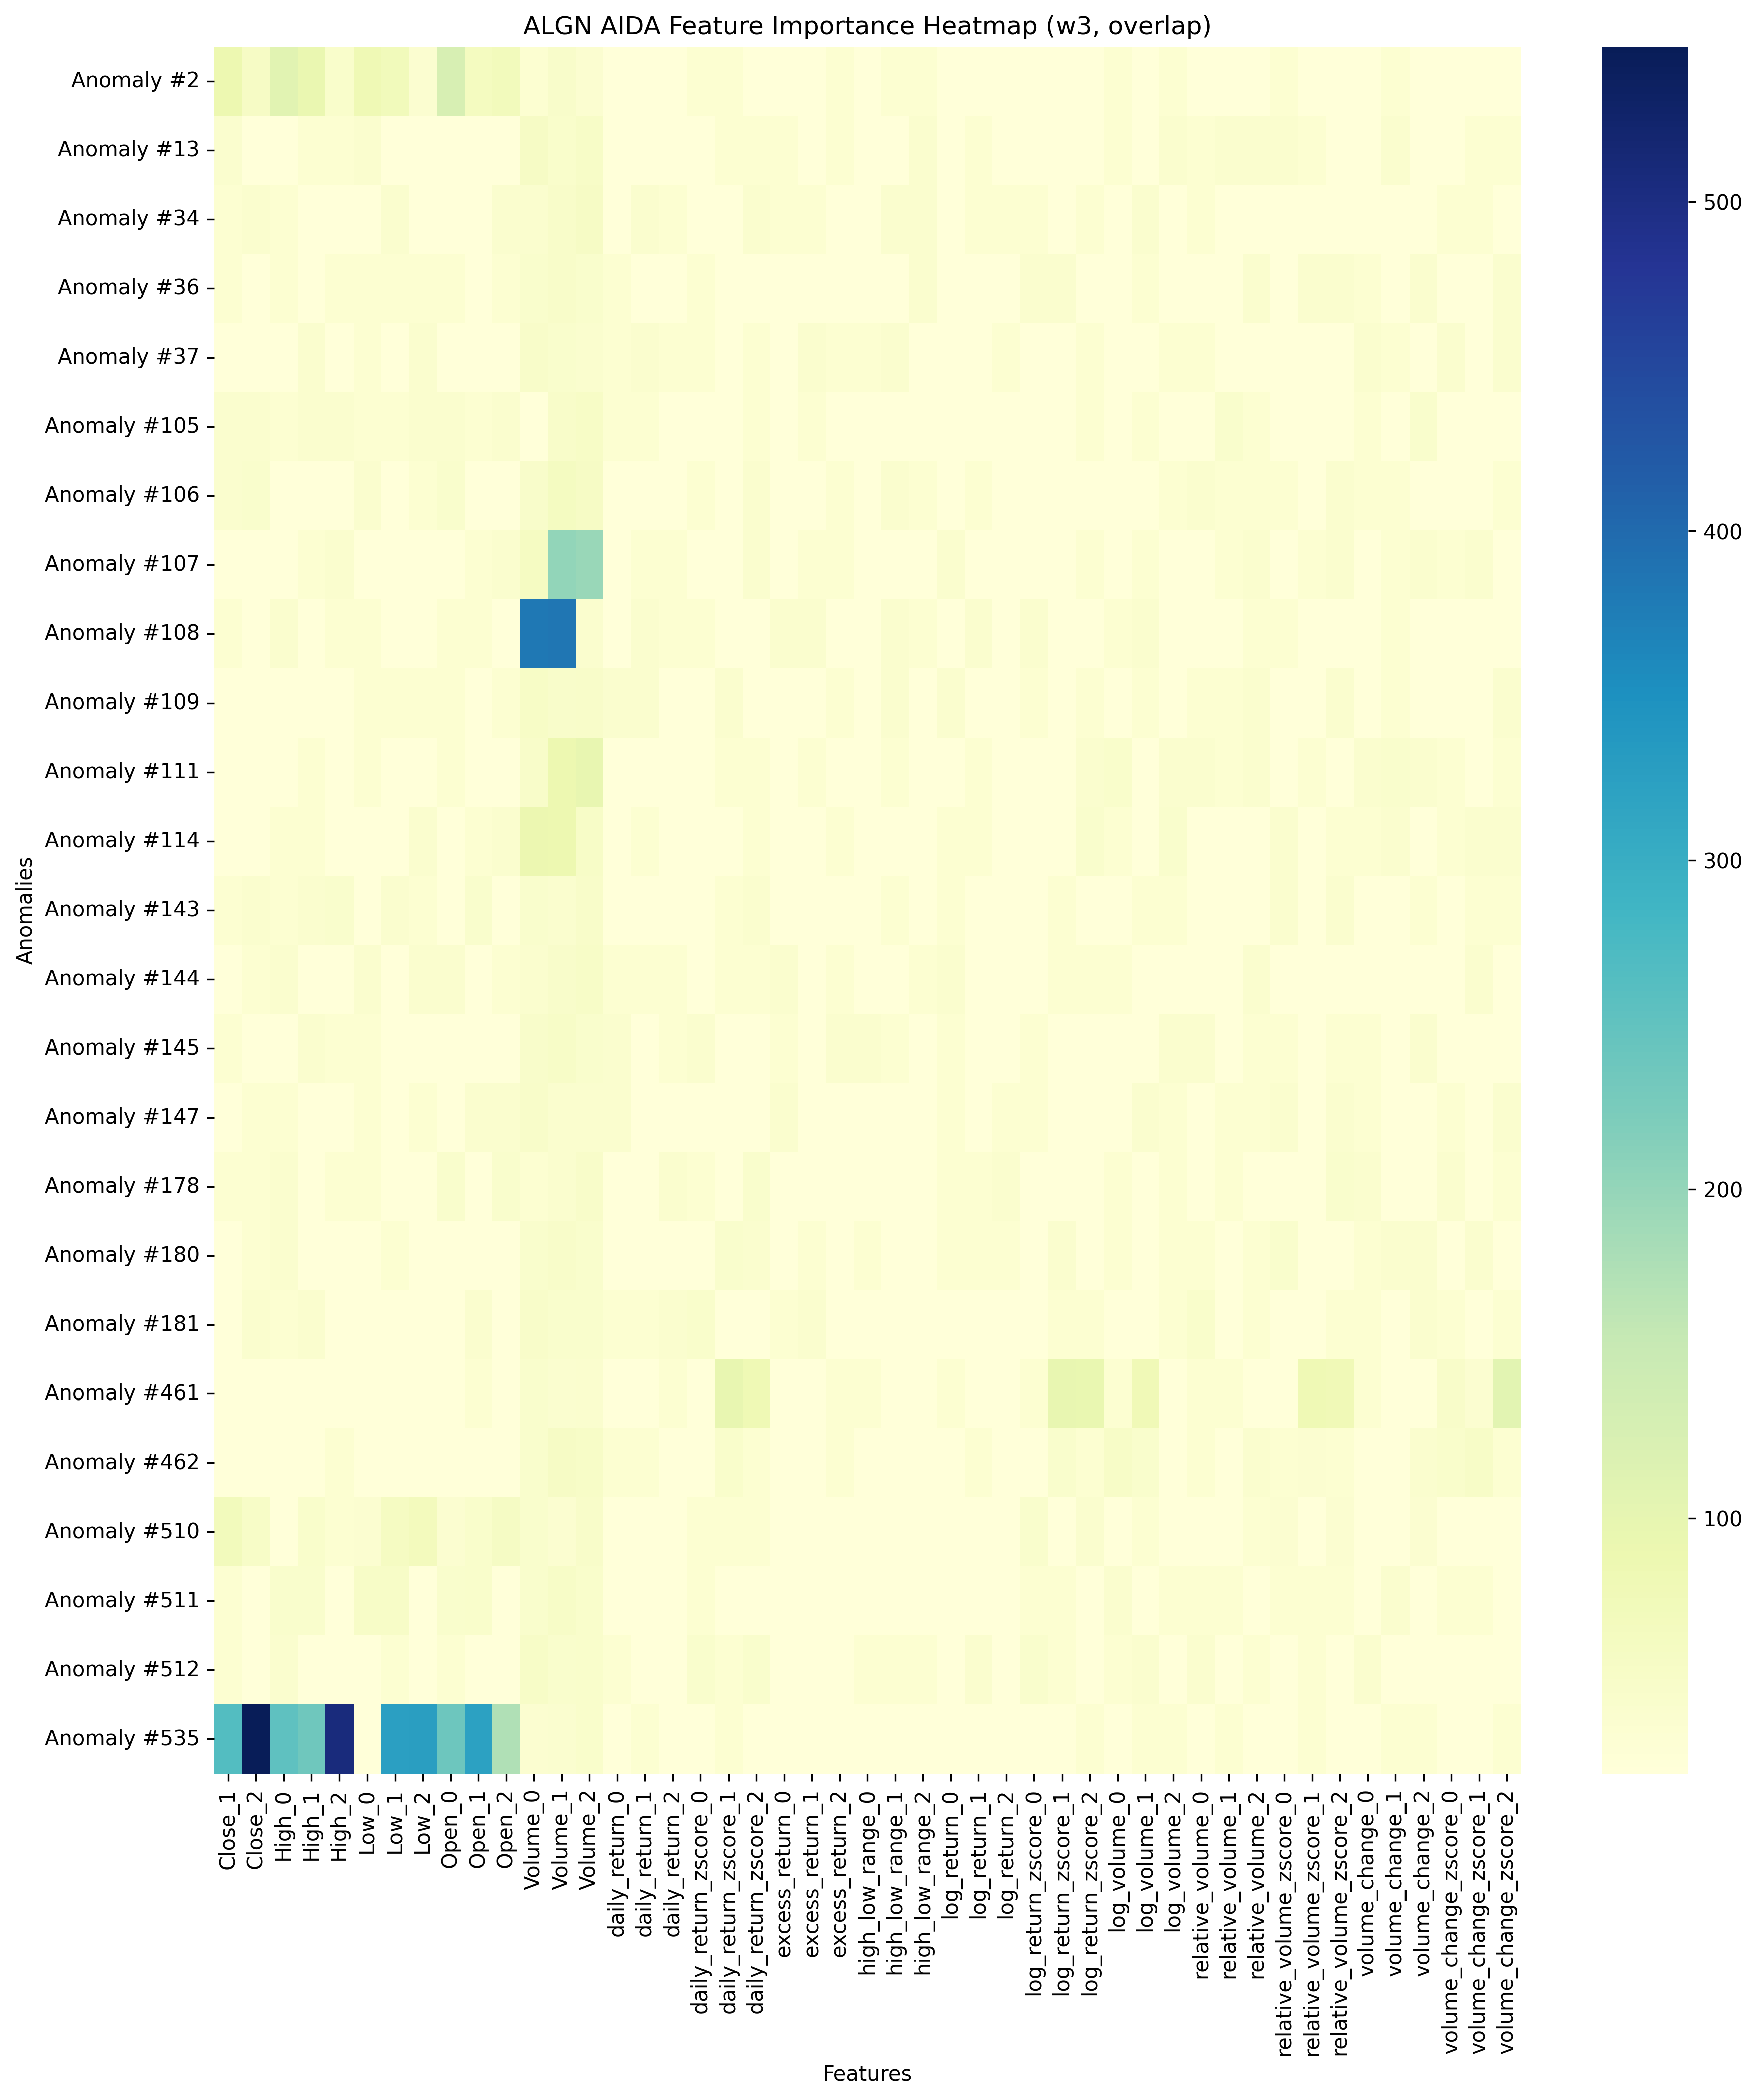 ALGN AIDA Feature Importance Heatmap (w3, overlap)
Anomalies
Anomaly #2
Anomaly #13
Anomaly #34
Anomaly #36
Anomaly #37
Anomaly #105
Anomaly #106
Anomaly #107
Anomaly #108
Anomaly #109
Anomaly #111
Anomaly #114
Anomaly #143
Anomaly #144
Anomaly #145
Anomaly #147
Anomaly #178
Anomaly #180
Anomaly #181
Anomaly #461
Anomaly #462
Anomaly #510
Anomaly #511
Anomaly #512
Anomaly #535
500
400
300
200
100
Close_1
Close_2
High_0
High_1
High_2
Low_0
Low_1
Low_2
Open_0
Open_1
Open_2
Volume_0
Volume_1
Volume_2
daily_return_0
daily_return_1
daily_return_2
daily_return_zscore_0
daily_return_zscore_1
daily_return_zscore_2
excess_return_0
excess_return_1
excess_return_2
high_low_range_0
high_low_range_1
high_low_range_2
log_return_0
log_return_1
log_return_2
log_return_zscore_0
log_return_zscore_1
log_return_zscore_2
log_volume_0
log_volume_1
log_volume_2
relative_volume_0
relative_volume_1
relative_volume_2
relative_volume_zscore_0
relative_volume_zscore_1
relative_volume_zscore_2
volume_change_0
volume_change_1
volume_change_2
volume_change_zscore_0
volume_change_zscore_1
volume_change_zscore_2
Features